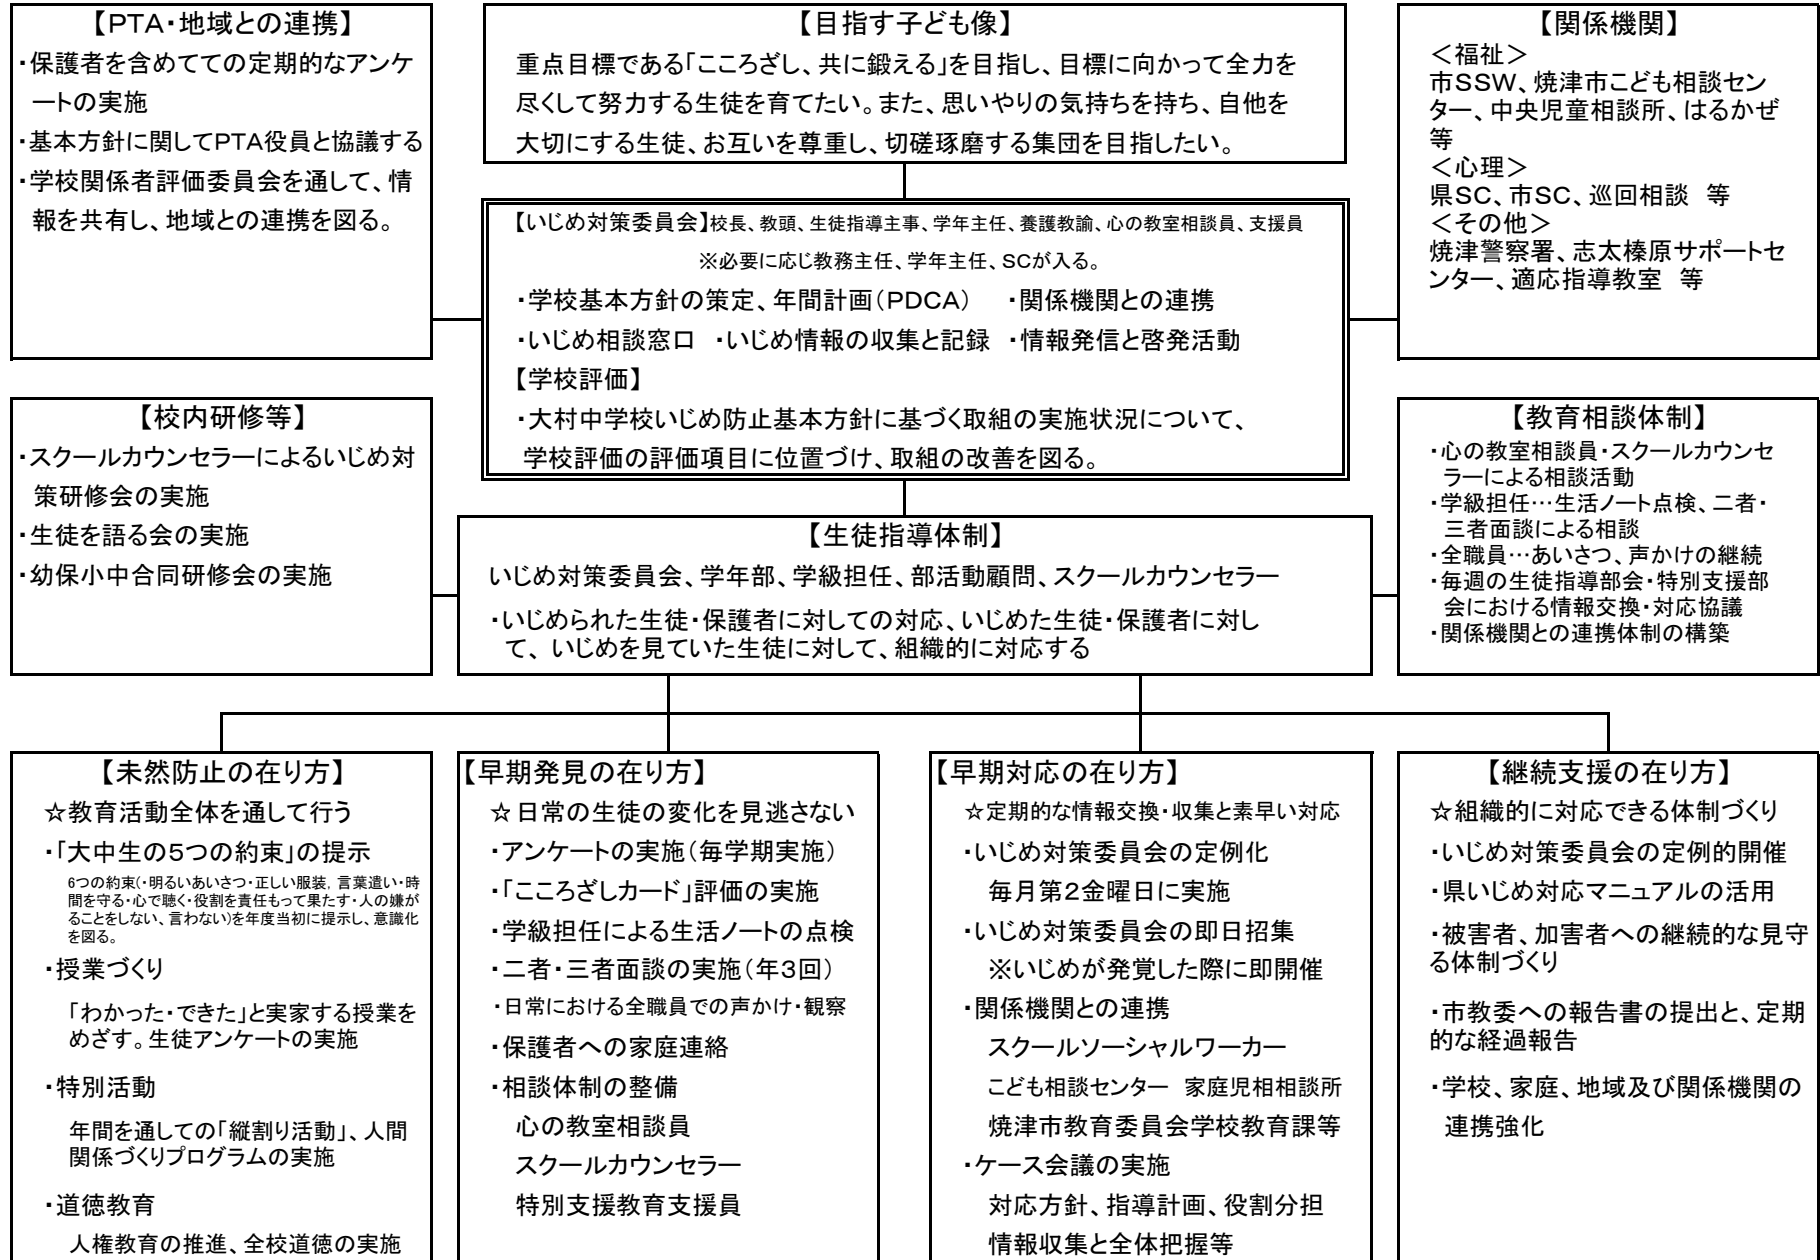 【PTA・地域との連携】
・保護者を含めてての定期的なアンケ
ートの実施
・基本方針に関してPTA役員と協議する
・学校関係者評価委員会を通して、情
報を共有し、地域との連携を図る。
【目指す子ども像】
重点目標である「こころざし、共に鍛える」を目指し、目標に向かって全力を
尽くして努力する生徒を育てたい。また、思いやりの気持ちを持ち、自他を
大切にする生徒、お互いを尊重し、切磋琢磨する集団を目指したい。
【関係機関】
＜福祉＞
市SSW、焼津市こども相談セン
ター、中央児童相談所、はるかぜ
等
＜心理＞
県SC、市SC、巡回相談　等
＜その他＞
焼津警察署、志太榛原サポートセ
ンター、適応指導教室　等
【いじめ対策委員会】校長、教頭、生徒指導主事、学年主任、養護教諭、心の教室相談員、支援員
※必要に応じ教務主任、学年主任、SCが入る。
・学校基本方針の策定、年間計画（PDCA）　・関係機関との連携
・いじめ相談窓口　・いじめ情報の収集と記録　・情報発信と啓発活動
【学校評価】
・大村中学校いじめ防止基本方針に基づく取組の実施状況について、
学校評価の評価項目に位置づけ、取組の改善を図る。
【校内研修等】
・スクールカウンセラーによるいじめ対
策研修会の実施
・生徒を語る会の実施
・幼保小中合同研修会の実施
【生徒指導体制】
いじめ対策委員会、学年部、学級担任、部活動顧問、スクールカウンセラー
・いじめられた生徒・保護者に対しての対応、いじめた生徒・保護者に対し
て、いじめを見ていた生徒に対して、組織的に対応する
【教育相談体制】
・心の教室相談員・スクールカウンセ
ラーによる相談活動
・学級担任…生活ノート点検、二者・
三者面談による相談
・全職員…あいさつ、声かけの継続
・毎週の生徒指導部会・特別支援部
会における情報交換・対応協議
・関係機関との連携体制の構築
【未然防止の在り方】
☆教育活動全体を通して行う
・「大中生の5つの約束」の提示
6つの約束（・明るいあいさつ・正しい服装，言葉遣い・時
間を守る・心で聴く・役割を責任もって果たす・人の嫌が
ることをしない、言わない）を年度当初に提示し、意識化
を図る。
・授業づくり
「わかった・できた」と実家する授業を
めざす。生徒アンケートの実施
・特別活動
年間を通しての「縦割り活動」、人間
関係づくりプログラムの実施
・道徳教育
人権教育の推進、全校道徳の実施
【早期発見の在り方】
☆日常の生徒の変化を見逃さない
・アンケートの実施（毎学期実施）
・「こころざしカード」評価の実施
・学級担任による生活ノートの点検
・二者・三者面談の実施（年3回）
・日常における全職員での声かけ・観察
・保護者への家庭連絡
・相談体制の整備
心の教室相談員
スクールカウンセラー
特別支援教育支援員
【早期対応の在り方】
☆定期的な情報交換・収集と素早い対応
・いじめ対策委員会の定例化
毎月第2金曜日に実施
・いじめ対策委員会の即日招集
※いじめが発覚した際に即開催
・関係機関との連携
スクールソーシャルワーカー
こども相談センター　家庭児相相談所
焼津市教育委員会学校教育課等
・ケース会議の実施
対応方針、指導計画、役割分担
情報収集と全体把握等
【継続支援の在り方】
☆組織的に対応できる体制づくり
・いじめ対策委員会の定例的開催
・県いじめ対応マニュアルの活用
・被害者、加害者への継続的な見守
る体制づくり
・市教委への報告書の提出と、定期
的な経過報告
・学校、家庭、地域及び関係機関の
連携強化